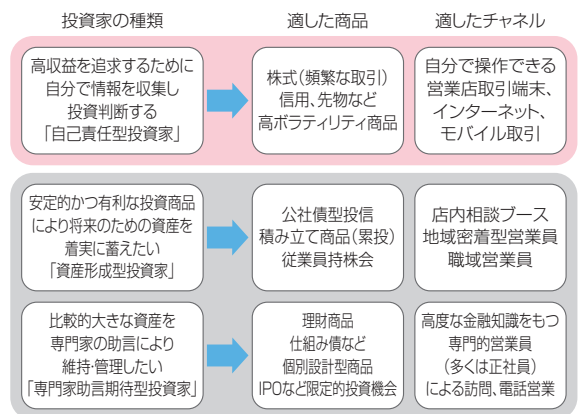 投資家の種類
適した商品
適したチャネル
高収益を追求するために
自分で情報を収集し
投資判断する
「自己責任型投資家」
株式（頻繁な取引）
信用、先物など
高ボラティリティ商品
自分で操作できる
営業店取引端末、
インターネット、
モバイル取引
安定的かつ有利な投資商品
により将来のための資産を
着実に蓄えたい
「資産形成型投資家」
公社債型投信
積み立て商品（累投）
従業員持株会
店内相談ブース
地域密着型営業員
職域営業員
比較的大きな資産を
専門家の助言により
維持・管理したい
「専門家助言期待型投資家」
理財商品
仕組み債など
個別設計型商品
IPOなど限定的投資機会
高度な金融知識をもつ
専門的営業員
（多くは正社員）
による訪問、電話営業